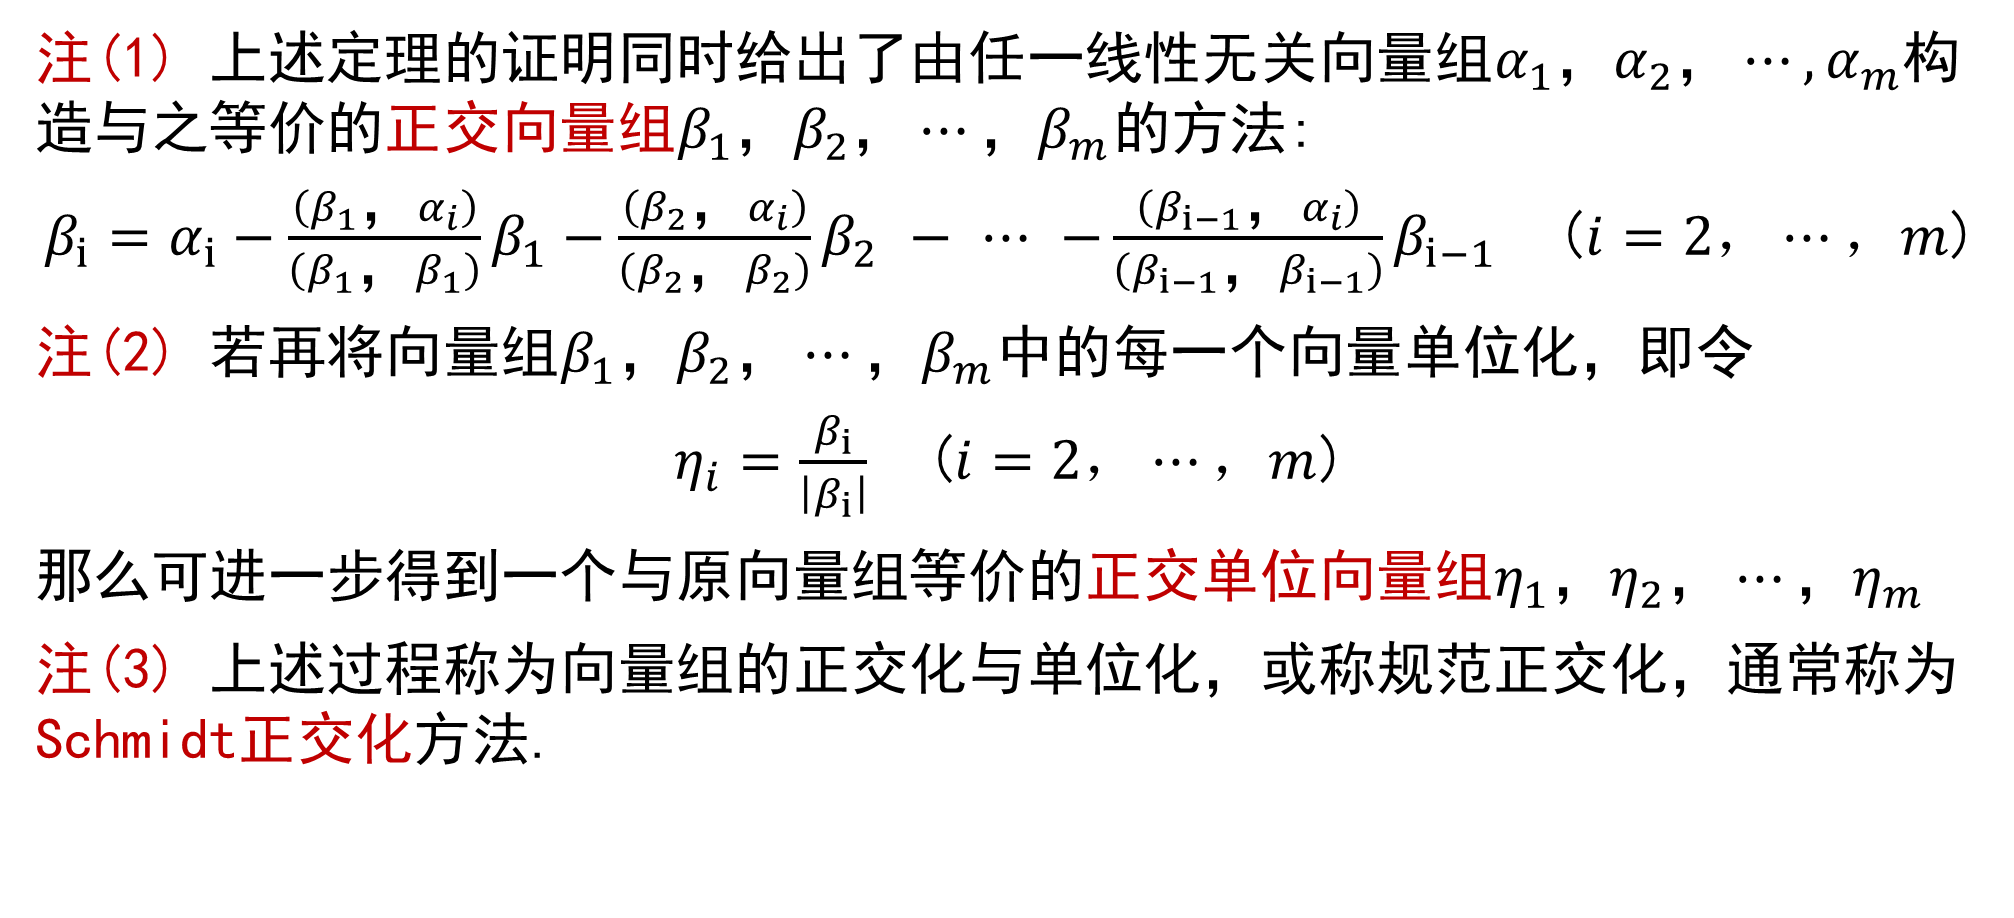 注(1) 上述定理的证明同时给出了由任一线性无关向量组α₁，α₂，⋯,αₘ构
造与之等价的正交向量组β₁，β₂，⋯，βₘ的方法:
βᵢ = αᵢ − (β₁，αᵢ)/(β₁，β₁) β₁ − (β₂，αᵢ)/(β₂，β₂) β₂ − ⋯ − (βᵢ₋₁，αᵢ)/(βᵢ₋₁，βᵢ₋₁) βᵢ₋₁ (i = 2，⋯，m)
注(2) 若再将向量组β₁，β₂，⋯，βₘ中的每一个向量单位化，即令
ηᵢ = βᵢ/|βᵢ| (i = 2，⋯，m)
那么可进一步得到一个与原向量组等价的正交单位向量组η₁，η₂，⋯，ηₘ
注(3) 上述过程称为向量组的正交化与单位化，或称规范正交化，通常称为
Schmidt正交化方法.